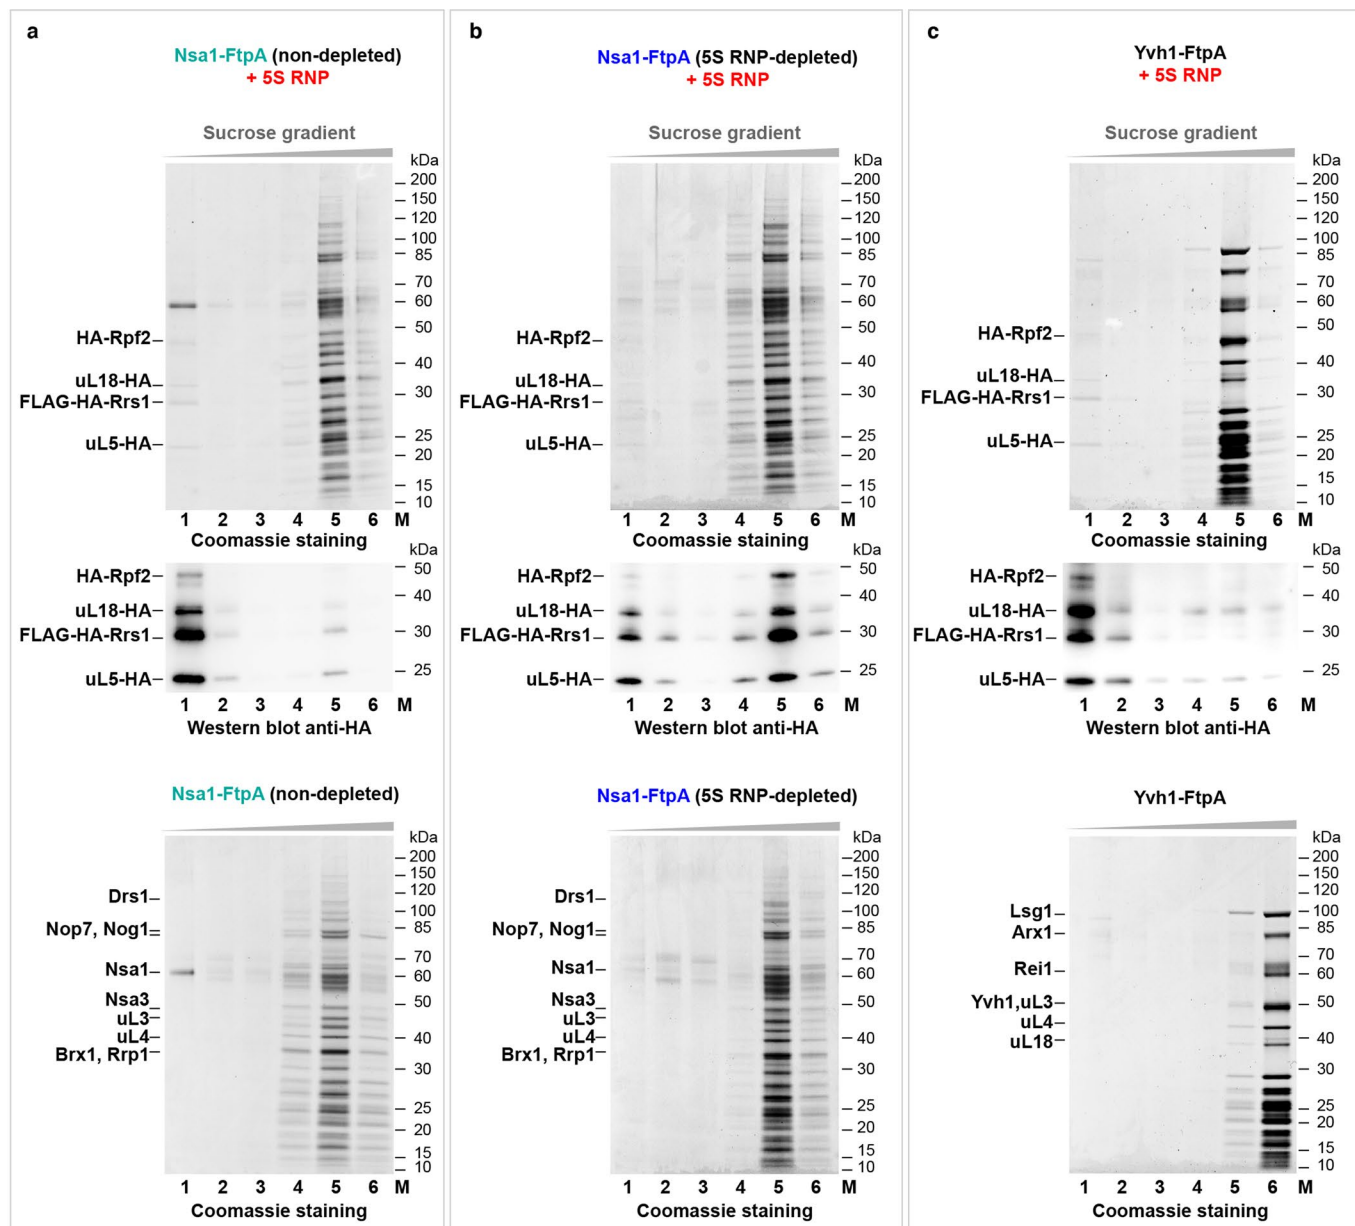 a
Nsa1-FtpA (non-depleted)
+ 5S RNP
Sucrose gradient
kDa
200
150
120
100
85
70
60
50
40
30
25
20
15
10
HA-Rpf2
uL18-HA
FLAG-HA-Rrs1
uL5-HA
1 2 3 4 5 6 M
Coomassie staining
kDa
50
40
30
25
HA-Rpf2
uL18-HA
FLAG-HA-Rrs1
uL5-HA
1 2 3 4 5 6 M
Western blot anti-HA
Nsa1-FtpA (non-depleted)
kDa
200
150
120
100
85
70
60
50
40
30
25
20
15
10
Drs1
Nop7, Nog1
Nsa1
Nsa3
uL3
uL4
Brx1, Rrp1
1 2 3 4 5 6 M
Coomassie staining
b
Nsa1-FtpA (5S RNP-depleted)
+ 5S RNP
Sucrose gradient
kDa
200
150
120
100
85
70
60
50
40
30
25
20
15
10
HA-Rpf2
uL18-HA
FLAG-HA-Rrs1
uL5-HA
1 2 3 4 5 6 M
Coomassie staining
kDa
50
40
30
25
HA-Rpf2
uL18-HA
FLAG-HA-Rrs1
uL5-HA
1 2 3 4 5 6 M
Western blot anti-HA
Nsa1-FtpA (5S RNP-depleted)
kDa
200
150
120
100
85
70
60
50
40
30
25
20
15
10
Drs1
Nop7, Nog1
Nsa1
Nsa3
uL3
uL4
Brx1, Rrp1
1 2 3 4 5 6 M
Coomassie staining
c
Yvh1-FtpA
+ 5S RNP
Sucrose gradient
kDa
200
150
120
100
85
70
60
50
40
30
25
20
15
10
HA-Rpf2
uL18-HA
FLAG-HA-Rrs1
uL5-HA
1 2 3 4 5 6 M
Coomassie staining
kDa
50
40
30
25
HA-Rpf2
uL18-HA
FLAG-HA-Rrs1
uL5-HA
1 2 3 4 5 6 M
Western blot anti-HA
Yvh1-FtpA
kDa
200
150
120
100
85
70
60
50
40
30
25
20
15
10
Lsg1
Arx1
Rei1
Yvh1,uL3
uL4
uL18
1 2 3 4 5 6 M
Coomassie staining